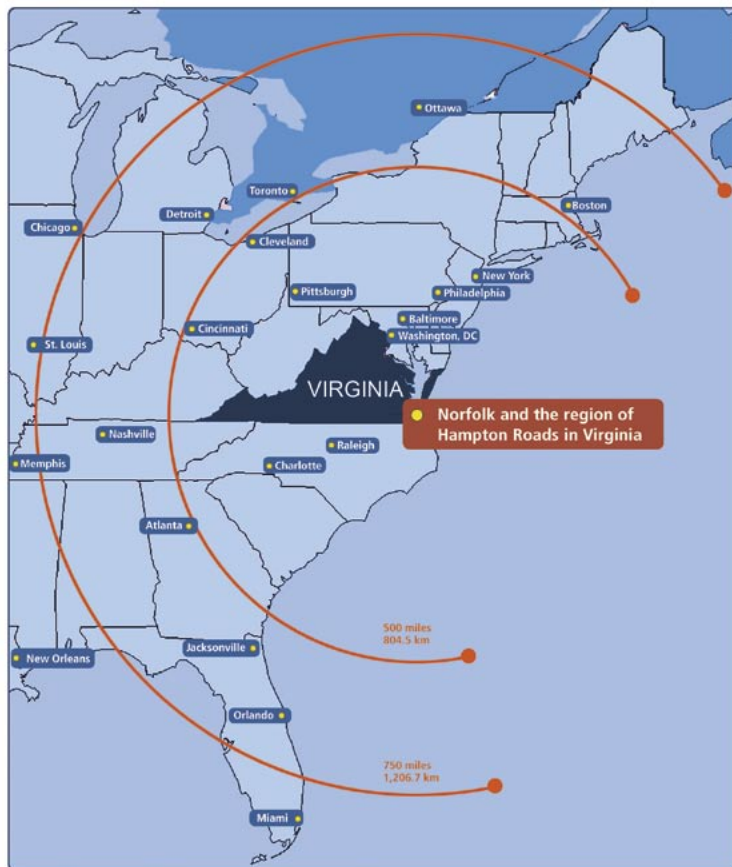 Ottawa
Toronto
Detroit
Boston
Chicago
Cleveland
New York
Pittsburgh
Philadelphia
Baltimore
Cincinnati
Washington, DC
St. Louis
VIRGINIA
Norfolk and the region of
Hampton Roads in Virginia
Nashville
Raleigh
Memphis
Charlotte
Atlanta
500 miles
804.5 km
Jacksonville
New Orleans
Orlando
750 miles
1,206.7 km
Miami